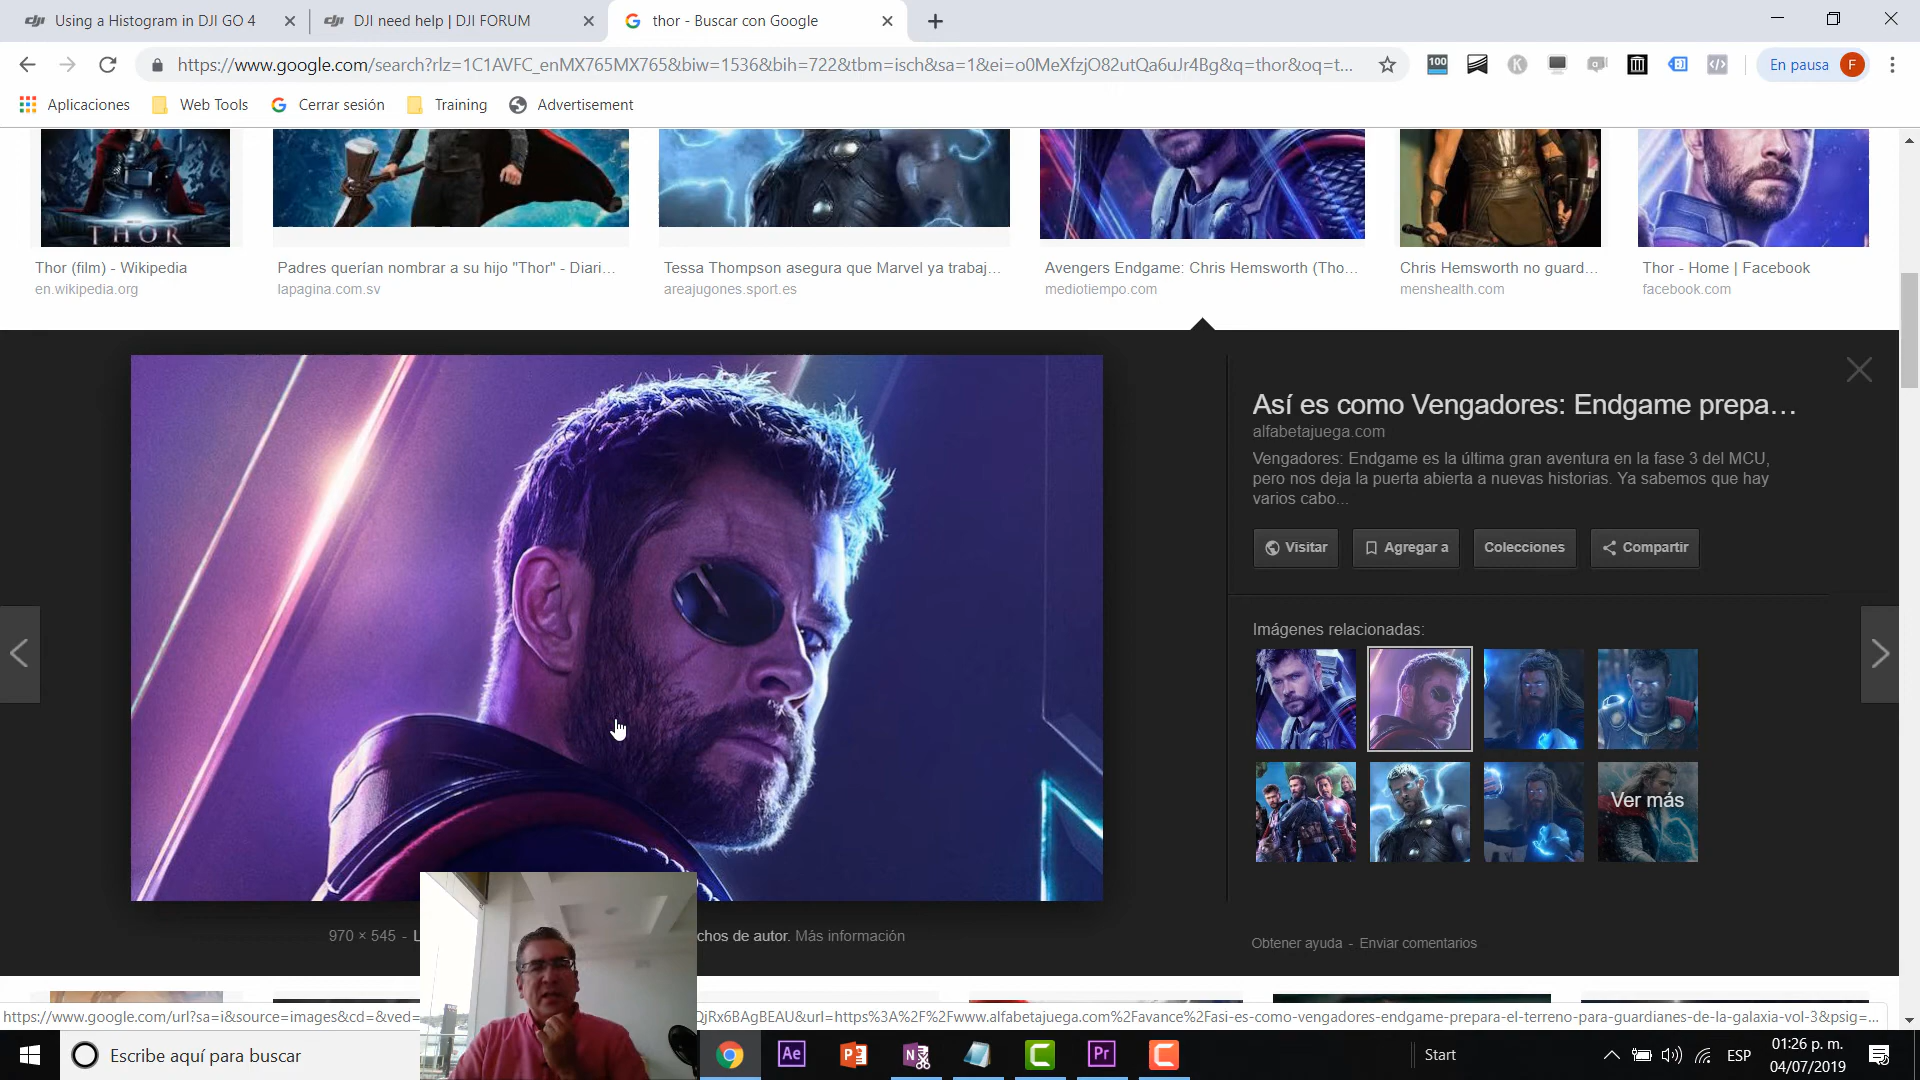 Using a Histogram in DJI GO 4
DJI need help | DJI FORUM
thor - Buscar con Google
https://www.google.com/search?rlz=1C1AVFC_enMX765MX765&biw=1536&bih=722&tbm=isch&sa=1&ei=o0MeXfzjO82utQa6uJr4Bg&q=thor&oq=t...
100
En pausa
F
Aplicaciones
Web Tools
Cerrar sesión
Training
Advertisement
THOR
Thor (film) - Wikipedia
en.wikipedia.org
Padres querían nombrar a su hijo "Thor" - Diari...
lapagina.com.sv
Tessa Thompson asegura que Marvel ya trabaj...
areajugones.sport.es
Avengers Endgame: Chris Hemsworth (Tho...
mediotiempo.com
Chris Hemsworth no guard...
menshealth.com
Thor - Home | Facebook
facebook.com
Así es como Vengadores: Endgame prepa...
alfabetajuega.com
Vengadores: Endgame es la última gran aventura en la fase 3 del MCU,
pero nos deja la puerta abierta a nuevas historias. Ya sabemos que hay
varios cabo...
Visitar
Agregar a
Colecciones
Compartir
Imágenes relacionadas:
Ver más
970 × 545 - L
chos de autor. Más información
Obtener ayuda - Enviar comentarios
https://www.google.com/url?sa=i&source=images&cd=&ved=
QjRx6BAgBEAU&url=https%3A%2F%2Fwww.alfabetajuega.com%2Favance%2Fasi-es-como-vengadores-endgame-prepara-el-terreno-para-guardianes-de-la-galaxia-vol-3&psig=...
Escribe aquí para buscar
Ae
P
N
C
Pr
C
Start
ESP
01:26 p. m.
04/07/2019